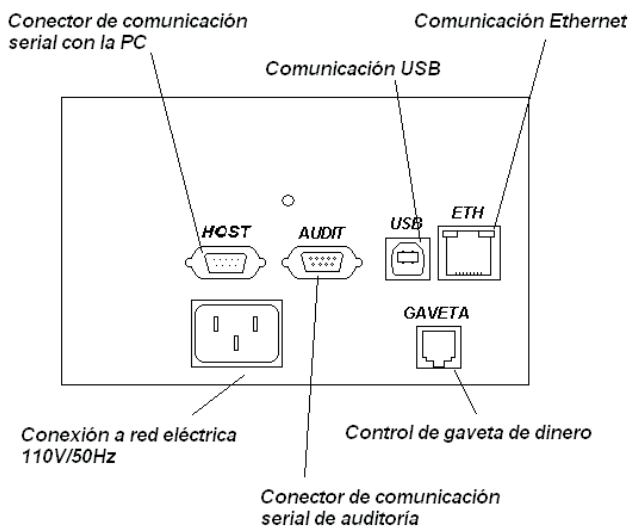 Conector de comunicación
serial con la PC
Comunicación Ethernet
Comunicación USB
HOST
AUDIT
USB
ETH
GAVETA
Conexión a red eléctrica
110V/50Hz
Control de gaveta de dinero
Conector de comunicación
serial de auditoría